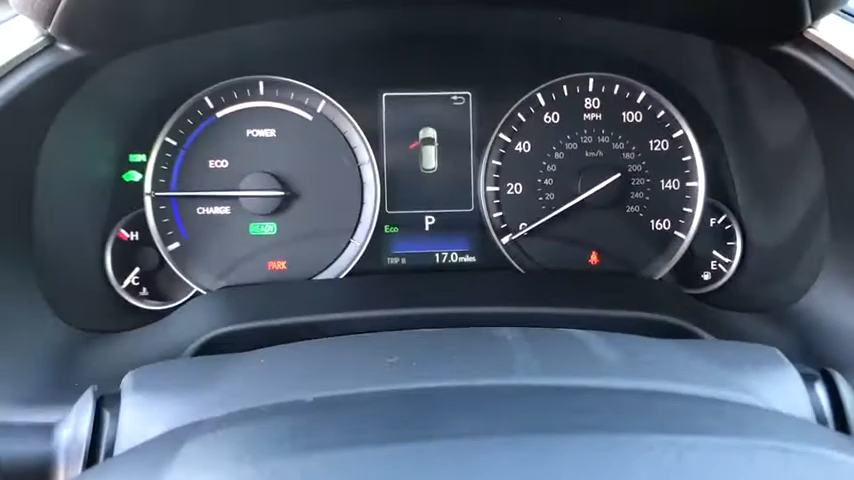 POWER
ECO
CHARGE
READY
PARK
H
C
P
Eco
TRIP B 17.0 miles
MPH
km/h
0
20
40
60
80
100
120
140
160
20
40
60
80
100
120
140
160
180
200
220
240
260
F
E